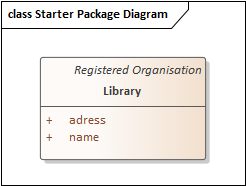 class Starter Package Diagram
Registered Organisation
Library
+ adress
+ name